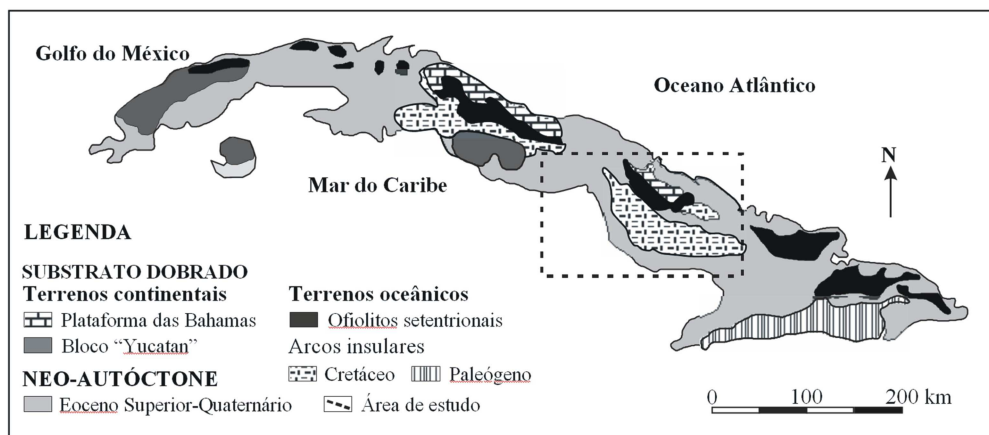 Golfo do México
Oceano Atlântico
N
Mar do Caribe
LEGENDA
SUBSTRATO DOBRADO
Terrenos continentais
Plataforma das Bahamas
Bloco “Yucatan”
NEO-AUTÓCTONE
Eoceno Superior-Quaternário
Terrenos oceânicos
Ofiolitos setentrionais
Arcos insulares
Cretáceo Paleógeno
Área de estudo
0 100 200 km